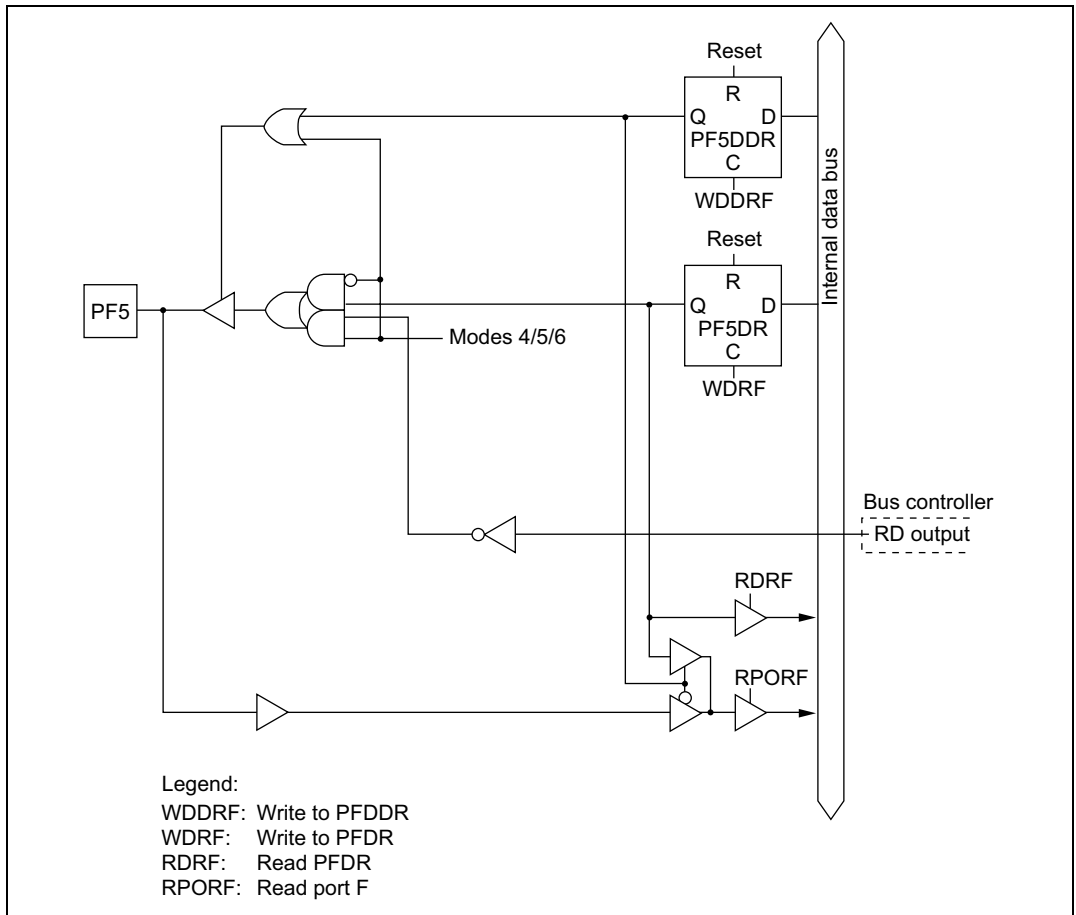 Reset
R
Q D
PF5DDR
C
WDDRF
Internal data bus
Reset
R
Q D
PF5DR
C
WDRF
PF5
Modes 4/5/6
Bus controller
RD output
RDRF
RPORF
Legend:
WDDRF: Write to PFDDR
WDRF: Write to PFDR
RDRF: Read PFDR
RPORF: Read port F